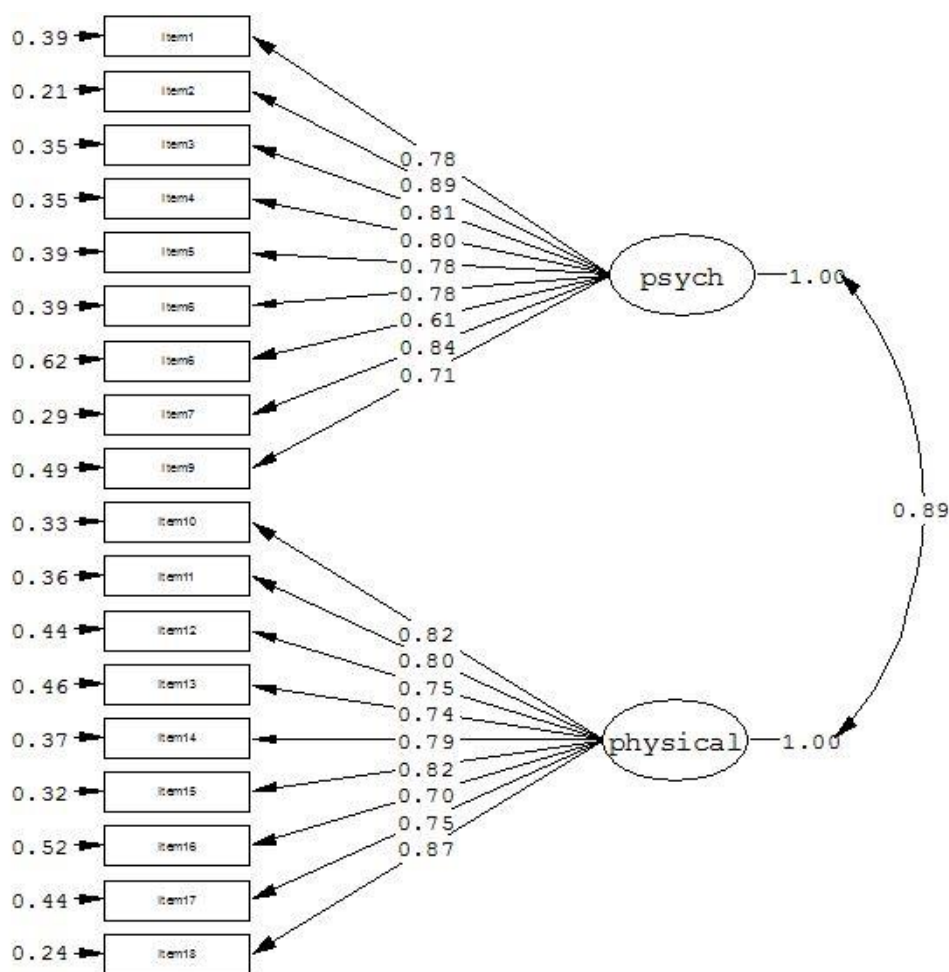 0.39 Item1
0.21 Item2
0.35 Item3
0.35 Item4
0.39 Item5
0.39 Item6
0.62 Item6
0.29 Item7
0.49 Item9
0.33 Item10
0.36 Item11
0.44 Item12
0.46 Item13
0.37 Item14
0.32 Item15
0.52 Item16
0.44 Item17
0.24 Item18
0.78
0.89
0.81
0.80
0.78
0.78
0.61
0.84
0.71
0.82
0.80
0.75
0.74
0.79
0.82
0.70
0.75
0.87
psych 1.00
physical 1.00
0.89